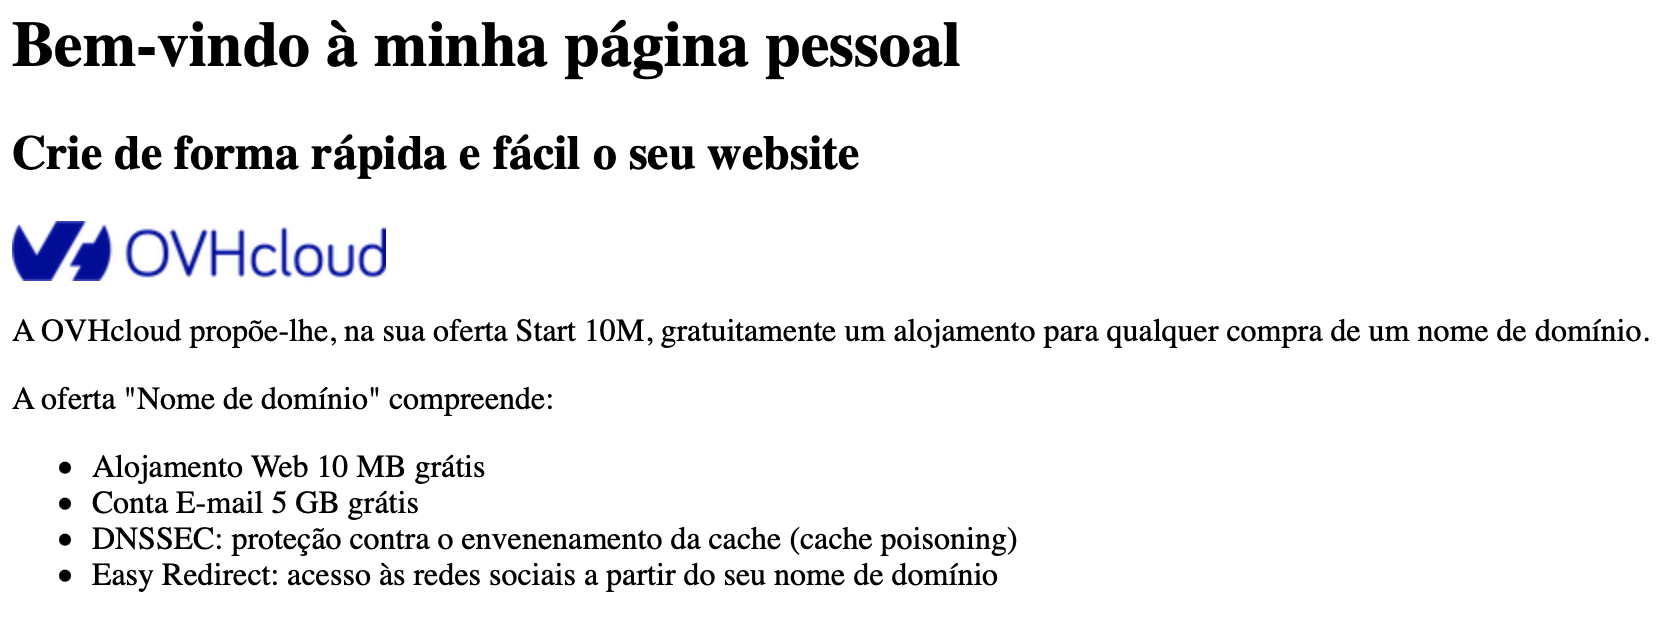 Bem-vindo à minha página pessoal
Crie de forma rápida e fácil o seu website
OVHcloud
A OVHcloud propõe-lhe, na sua oferta Start 10M, gratuitamente um alojamento para qualquer compra de um nome de domínio.
A oferta "Nome de domínio" compreende:
• Alojamento Web 10 MB grátis
• Conta E-mail 5 GB grátis
• DNSSEC: proteção contra o envenenamento da cache (cache poisoning)
• Easy Redirect: acesso às redes sociais a partir do seu nome de domínio